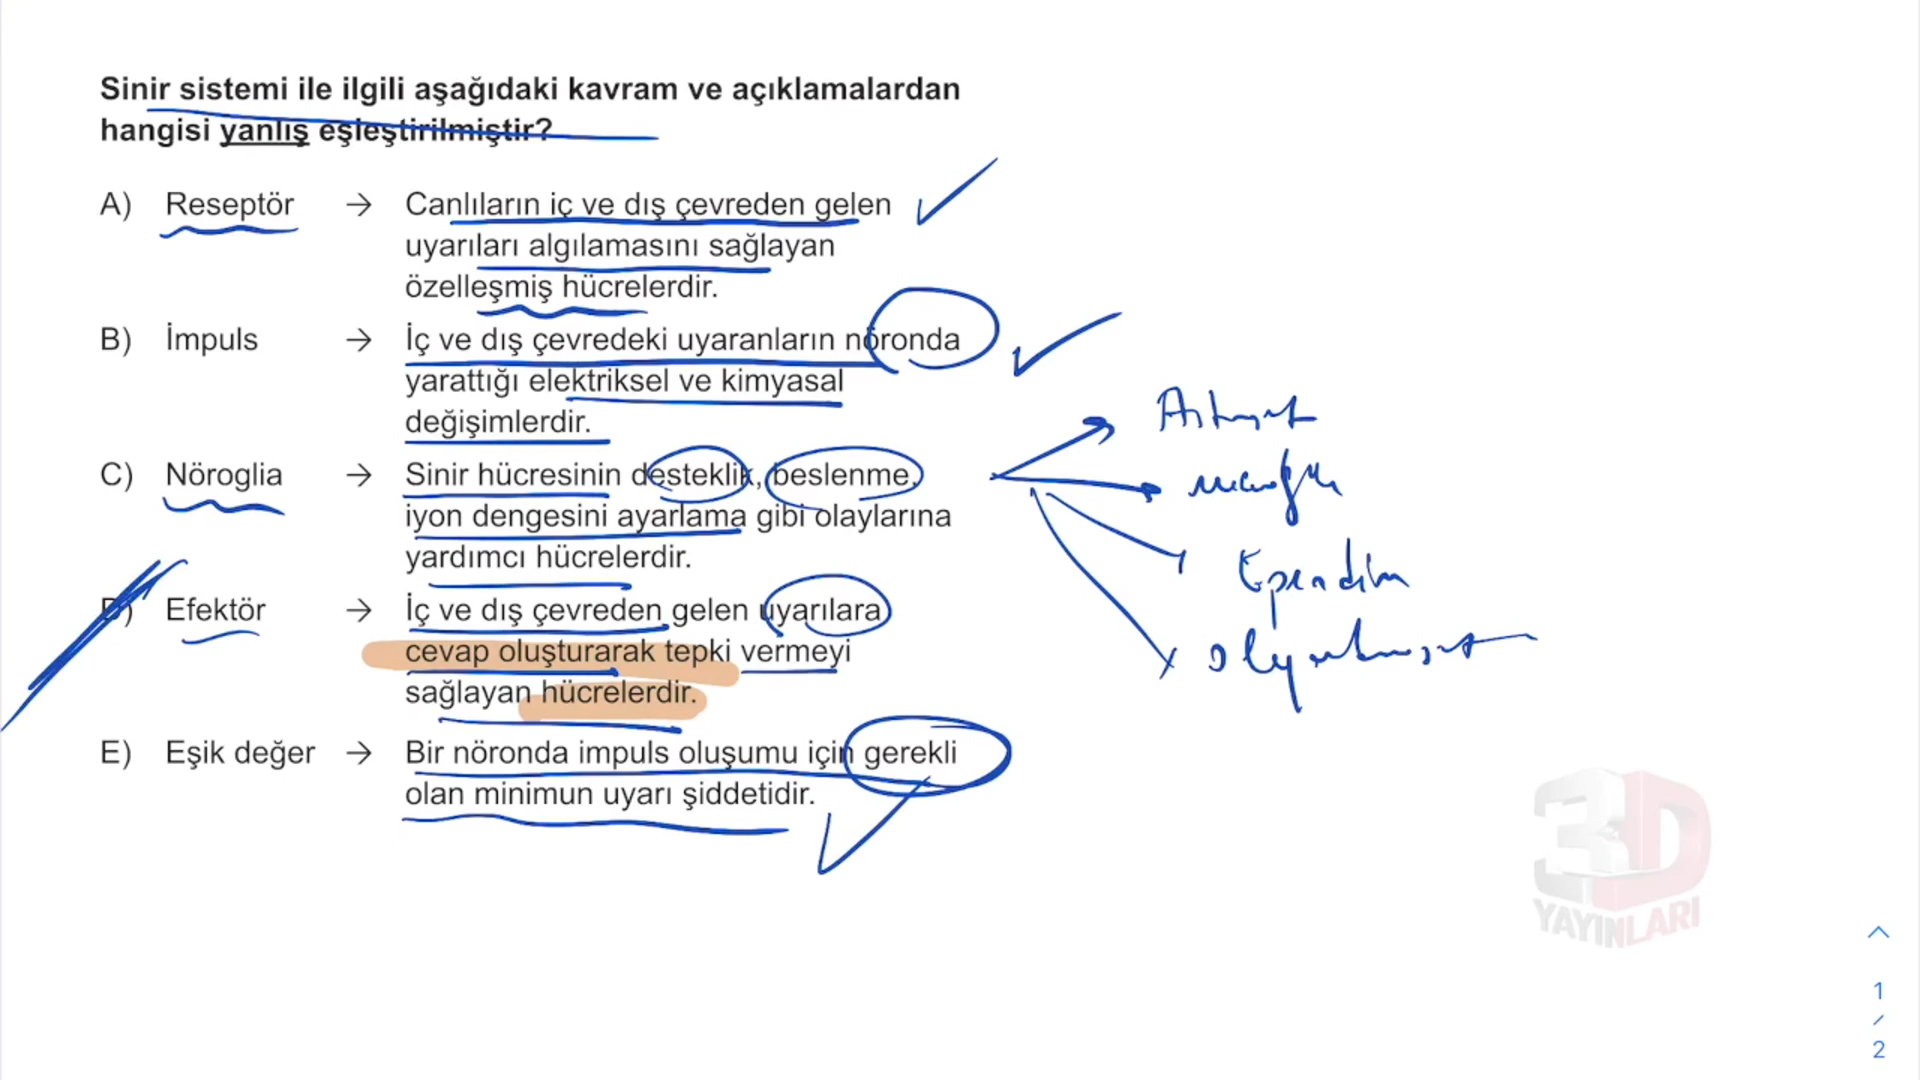 Sinir sistemi ile ilgili aşağıdaki kavram ve açıklamalardan
hangisi yanlış eşleştirilmiştir?
A) Reseptör → Canlıların iç ve dış çevreden gelen
uyarıları algılamasını sağlayan
özelleşmiş hücrelerdir.
B) İmpuls → İç ve dış çevredeki uyaranların nöronda
yarattığı elektriksel ve kimyasal
değişimlerdir.
C) Nöroglia → Sinir hücresinin desteklik, beslenme,
iyon dengesini ayarlama gibi olaylarına
yardımcı hücrelerdir.
D) Efektör → İç ve dış çevreden gelen uyarılara
cevap oluşturarak tepki vermeyi
sağlayan hücrelerdir.
E) Eşik değer → Bir nöronda impuls oluşumu için gerekli
olan minimun uyarı şiddetidir.
Ependim
3D
YAYINLARI
1
/
2